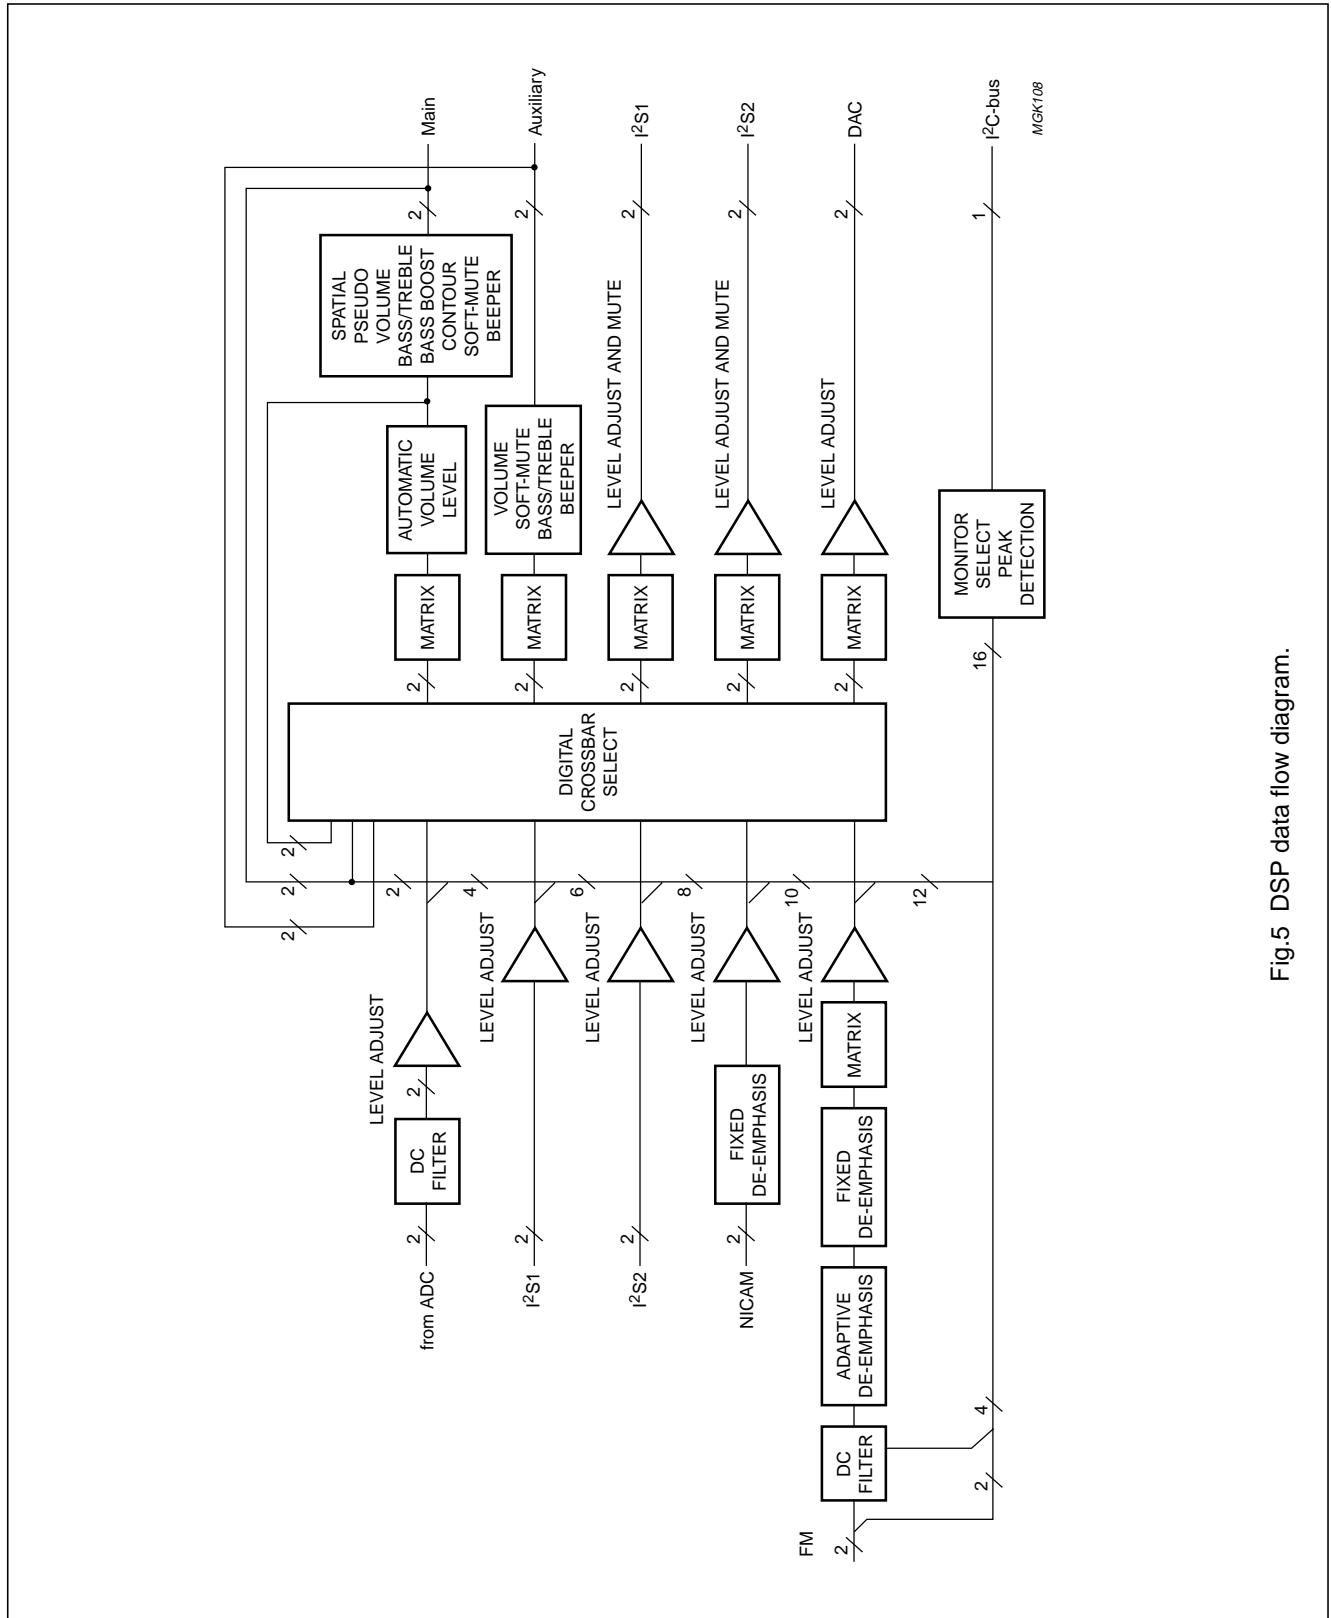 Main
Auxiliary
I²S1
I²S2
DAC
I²C-bus
MGK108
2
2
2
2
2
1
SPATIAL
PSEUDO
VOLUME
BASS/TREBLE
BASS BOOST
CONTOUR
SOFT-MUTE
BEEPER
AUTOMATIC
VOLUME
LEVEL
VOLUME
SOFT-MUTE
BASS/TREBLE
BEEPER
LEVEL ADJUST AND MUTE
LEVEL ADJUST AND MUTE
LEVEL ADJUST
MONITOR
SELECT
PEAK
DETECTION
MATRIX
MATRIX
MATRIX
MATRIX
MATRIX
16
2
2
2
2
2
DIGITAL
CROSSBAR
SELECT
2
2
2
2
4
6
8
10
12
LEVEL ADJUST
LEVEL ADJUST
LEVEL ADJUST
LEVEL ADJUST
LEVEL ADJUST
2
DC
FILTER
2
from ADC
2
I²S1
2
I²S2
FIXED
DE-EMPHASIS
2
NICAM
MATRIX
FIXED
DE-EMPHASIS
ADAPTIVE
DE-EMPHASIS
DC
FILTER
FM
2
4
2
Fig.5 DSP data flow diagram.